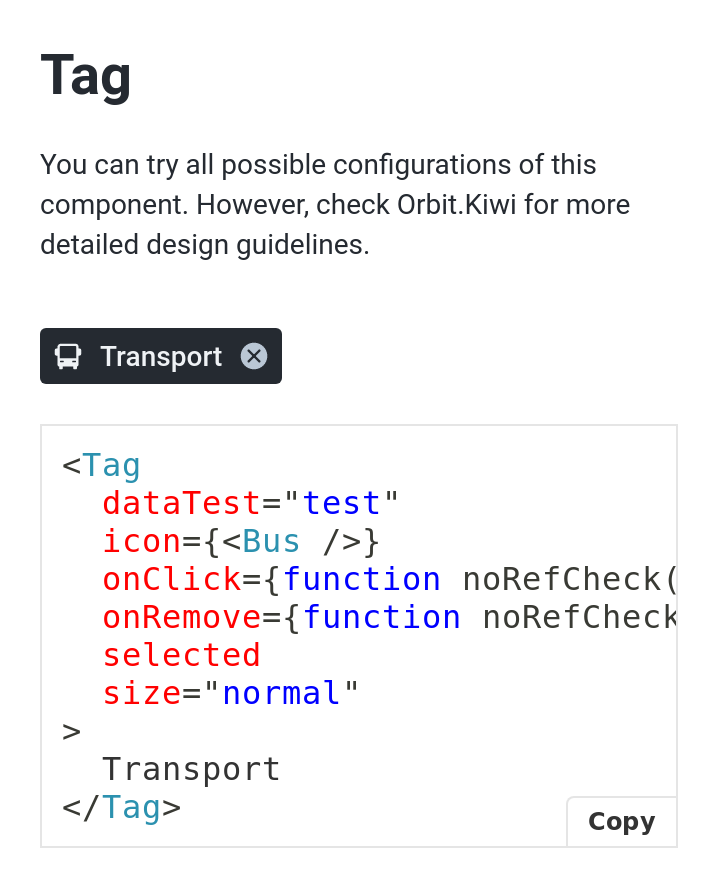 Tag
You can try all possible configurations of this
component. However, check Orbit.Kiwi for more
detailed design guidelines.
Transport
<Tag
  dataTest="test"
  icon={<Bus />}
  onClick={function noRefCheck(
  onRemove={function noRefCheck
  selected
  size="normal"
>
  Transport
</Tag>
Copy